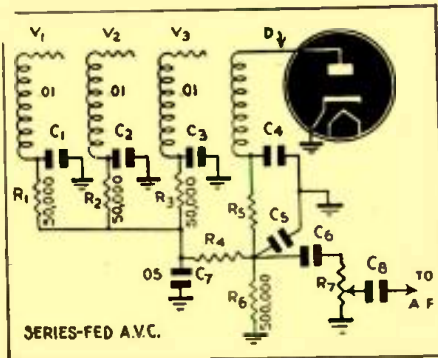 V1 V2 V3 D
01 01 01
C1 C2 C3 C4
R1 50,000 R2 50,000 R3 50,000 R5 C5
R4 C6
05 C7 R7 C8 TO
R6 500,000 A F
SERIES-FED A.V.C.